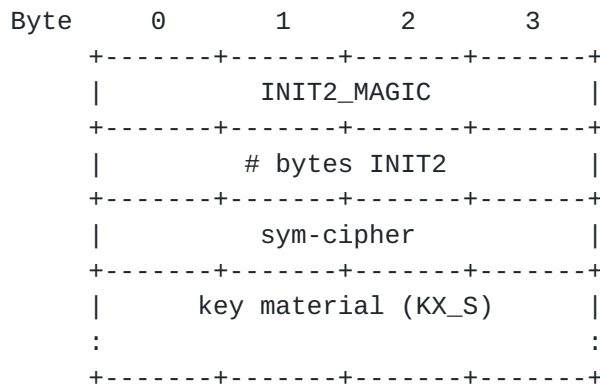 Byte 0 1 2 3
+-------+-------+-------+-------+
| INIT2_MAGIC |
+-------+-------+-------+-------+
| # bytes INIT2 |
+-------+-------+-------+-------+
| sym-cipher |
+-------+-------+-------+-------+
| key material (KX_S) |
: :
+-------+-------+-------+-------+